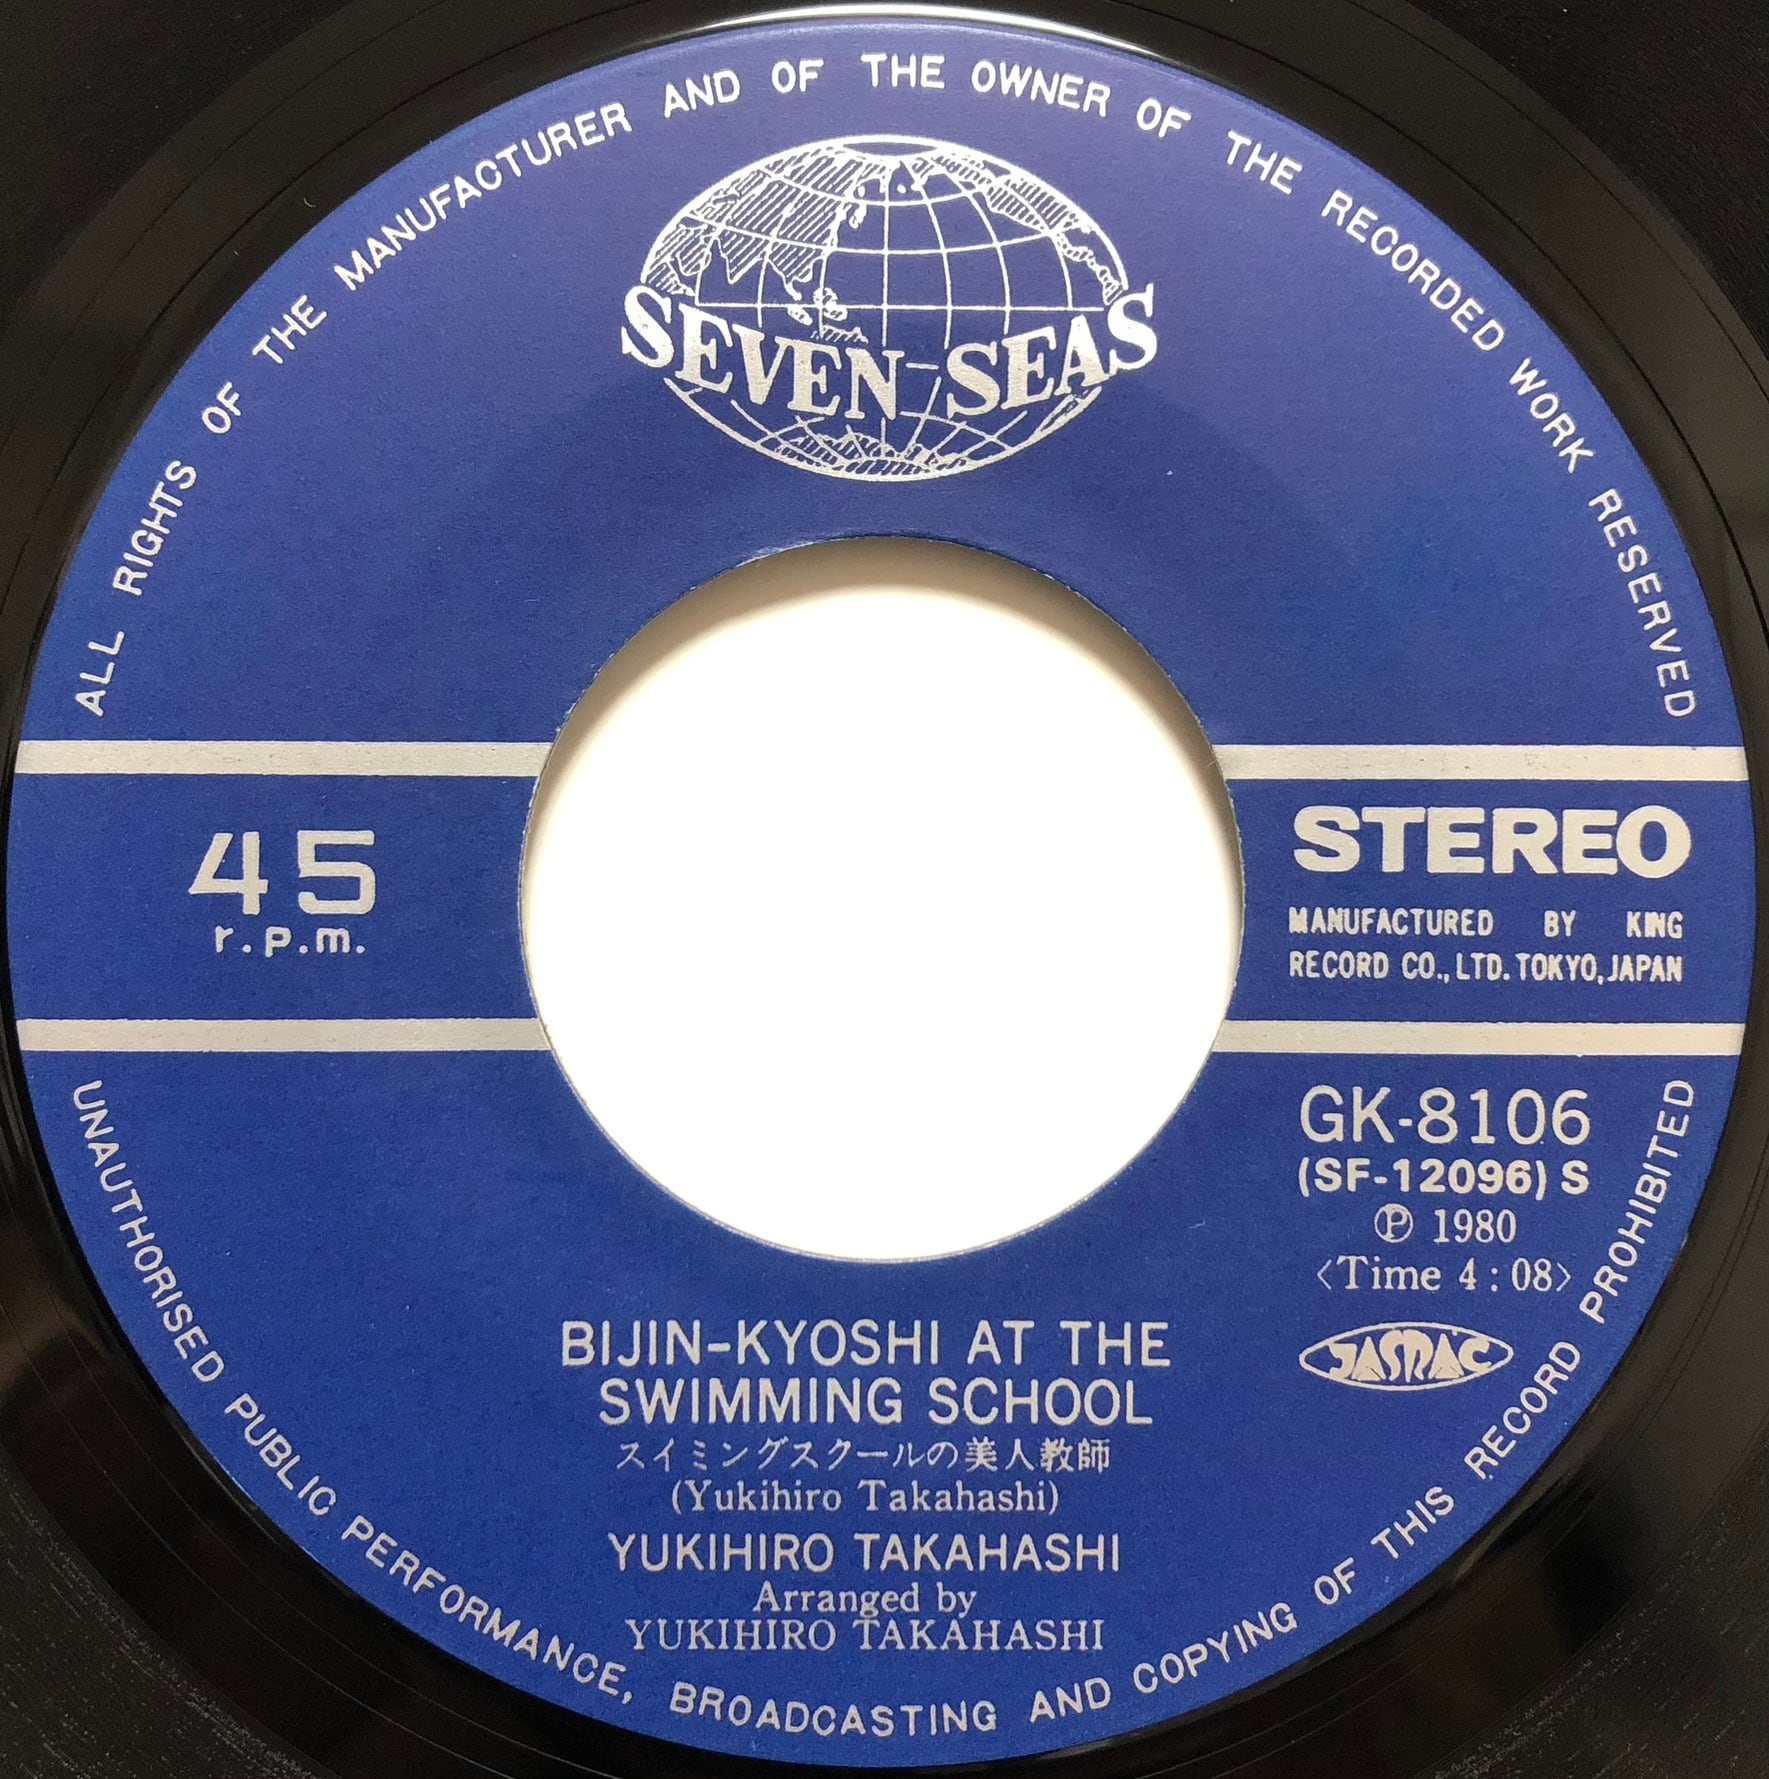 ALL RIGHTS OF THE MANUFACTURER AND OF THE OWNER OF THE RECORDED WORK RESERVED
SEVEN SEAS
45
r.p.m.
STEREO
MANUFACTURED BY KING
RECORD CO., LTD. TOKYO, JAPAN
GK-8106
(SF-12096) S
Ⓟ 1980
<Time 4:08>
JASRAC
BIJIN-KYOSHI AT THE
SWIMMING SCHOOL
スイミングスクールの美人教師
(Yukihiro Takahashi)
YUKIHIRO TAKAHASHI
Arranged by
YUKIHIRO TAKAHASHI
UNAUTHORISED PUBLIC PERFORMANCE, BROADCASTING AND COPYING OF THIS RECORD PROHIBITED